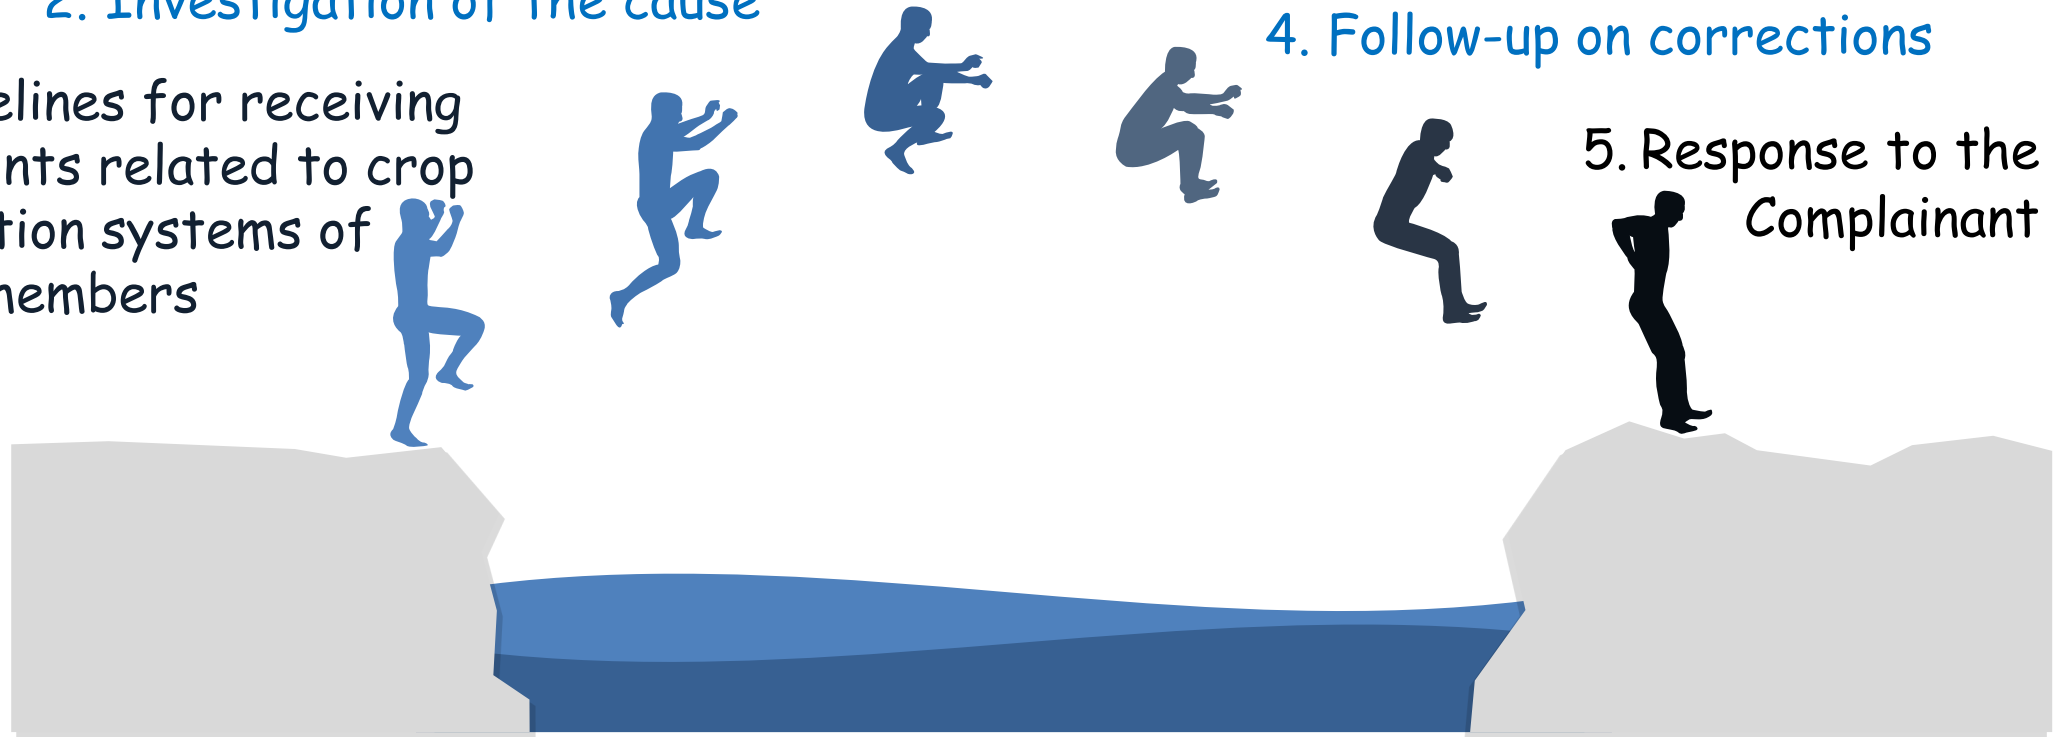 2. Investigation of the cause
4. Follow-up on corrections
elines for receiving
nts related to crop
tion systems of
members
5. Response to the
Complainant